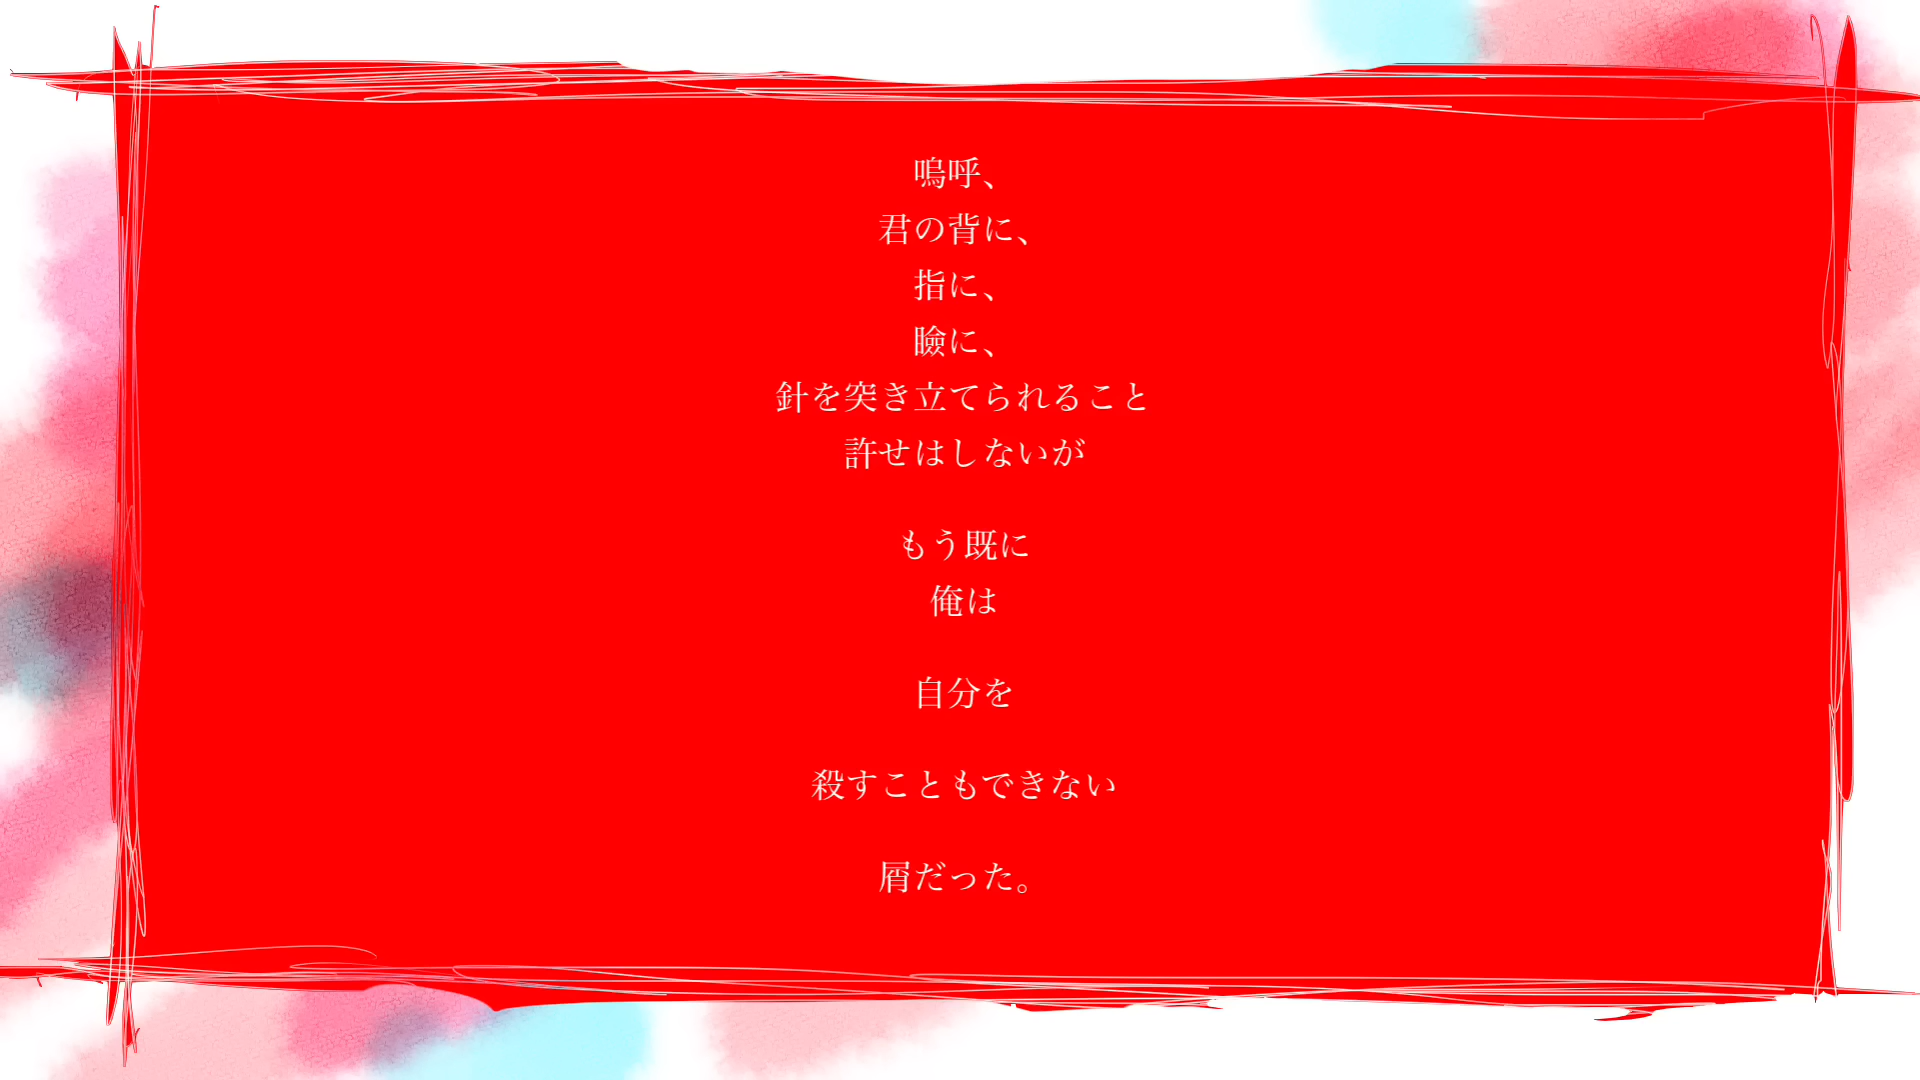 嗚呼、
君の背に、
指に、
瞼に、
針を突き立てられること
許せはしないが
もう既に
俺は
自分を
殺すこともできない
屑だった。